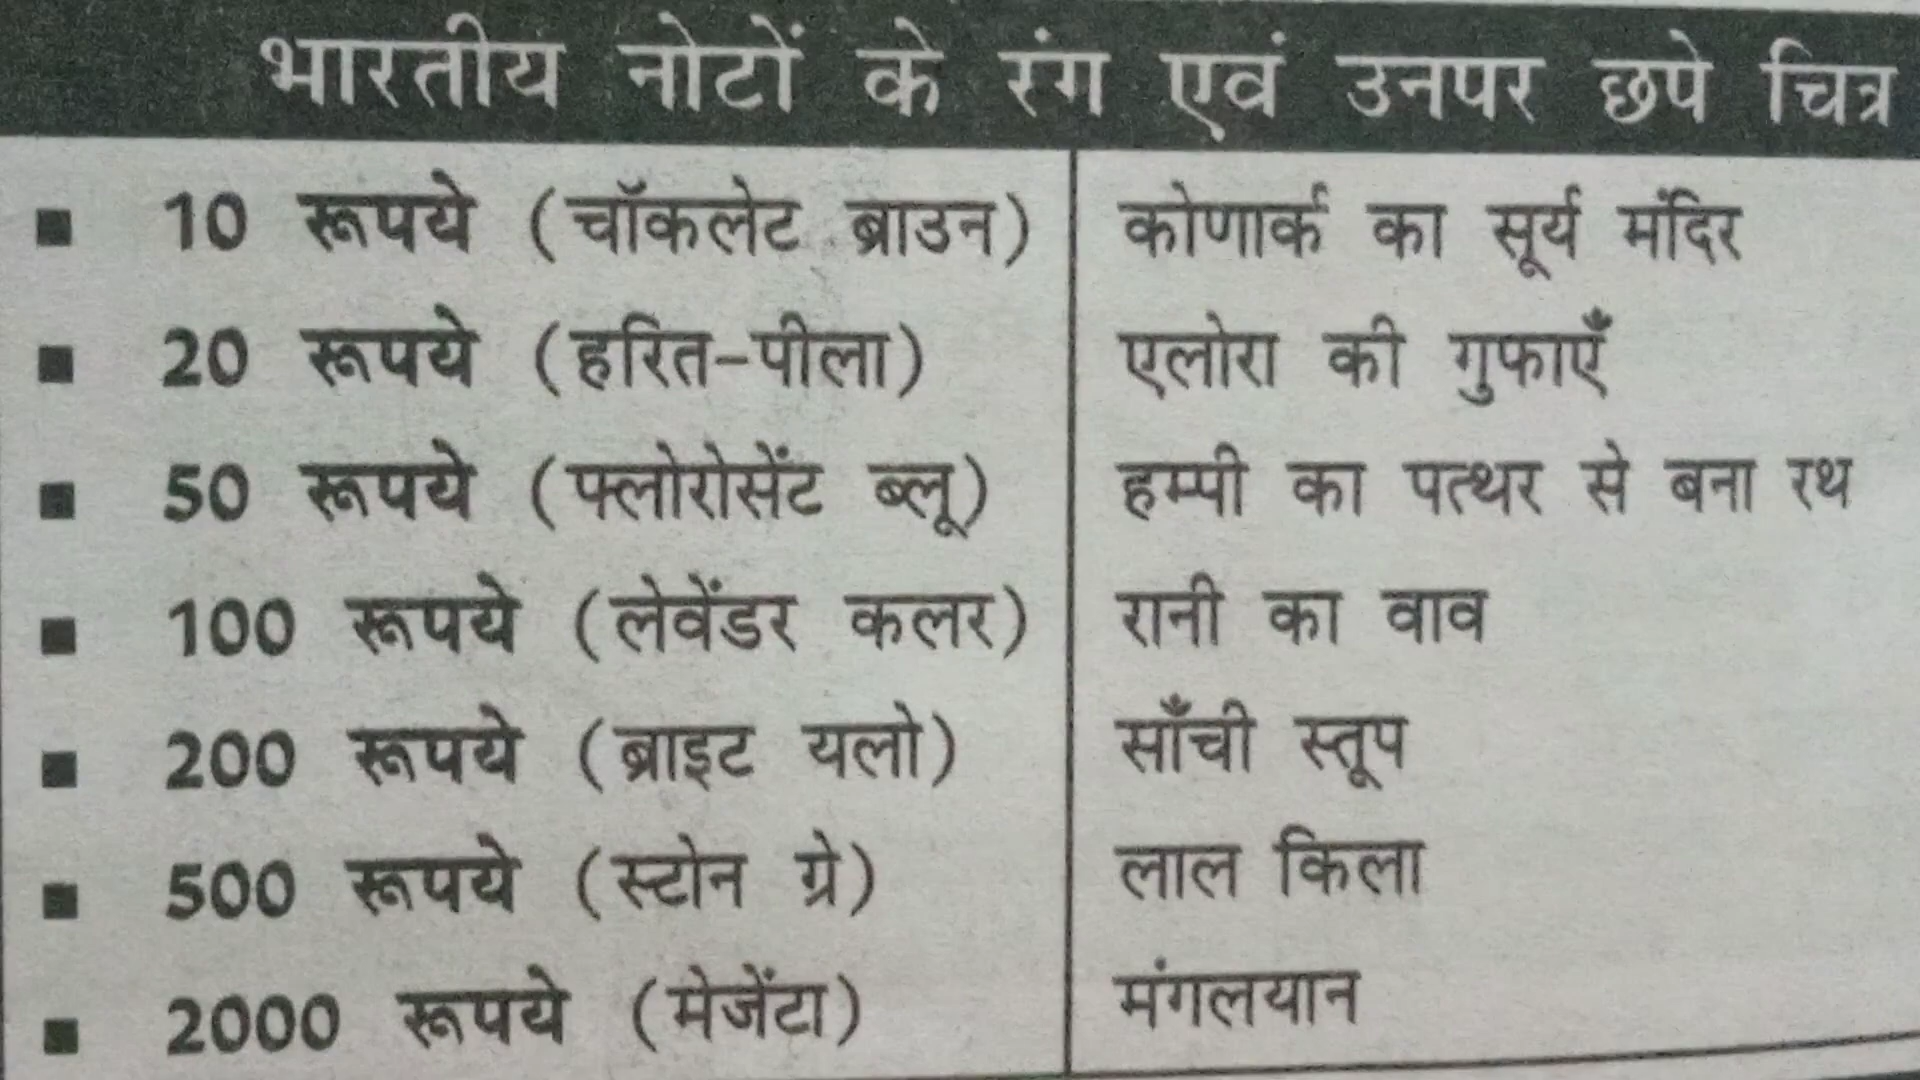 भारतीय नोटों के रंग एवं उनपर छपे चित्र
▪ 10 रूपये (चॉकलेट ब्राउन) कोणार्क का सूर्य मंदिर
▪ 20 रूपये (हरित-पीला) एलोरा की गुफाएँ
▪ 50 रूपये (फ्लोरोसेंट ब्लू) हम्पी का पत्थर से बना रथ
▪ 100 रूपये (लेवेंडर कलर) रानी का वाव
▪ 200 रूपये (ब्राइट यलो) साँची स्तूप
▪ 500 रूपये (स्टोन ग्रे) लाल किला
▪ 2000 रूपये (मेजेंटा) मंगलयान